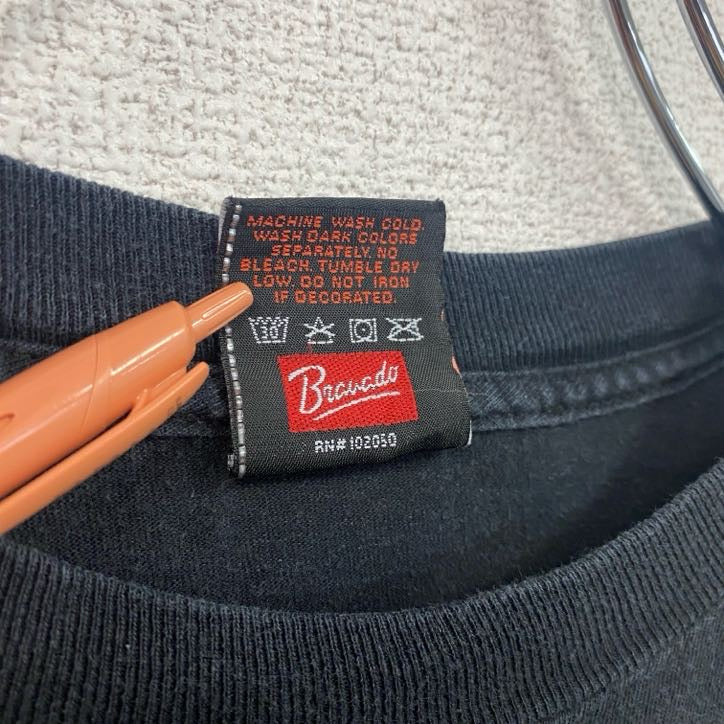 MACHINE WASH COLD.
WASH DARK COLORS
SEPARATELY. NO
BLEACH. TUMBLE DRY
LOW. DO NOT IRON
IF DECORATED.
30
Bravado
RN#102050